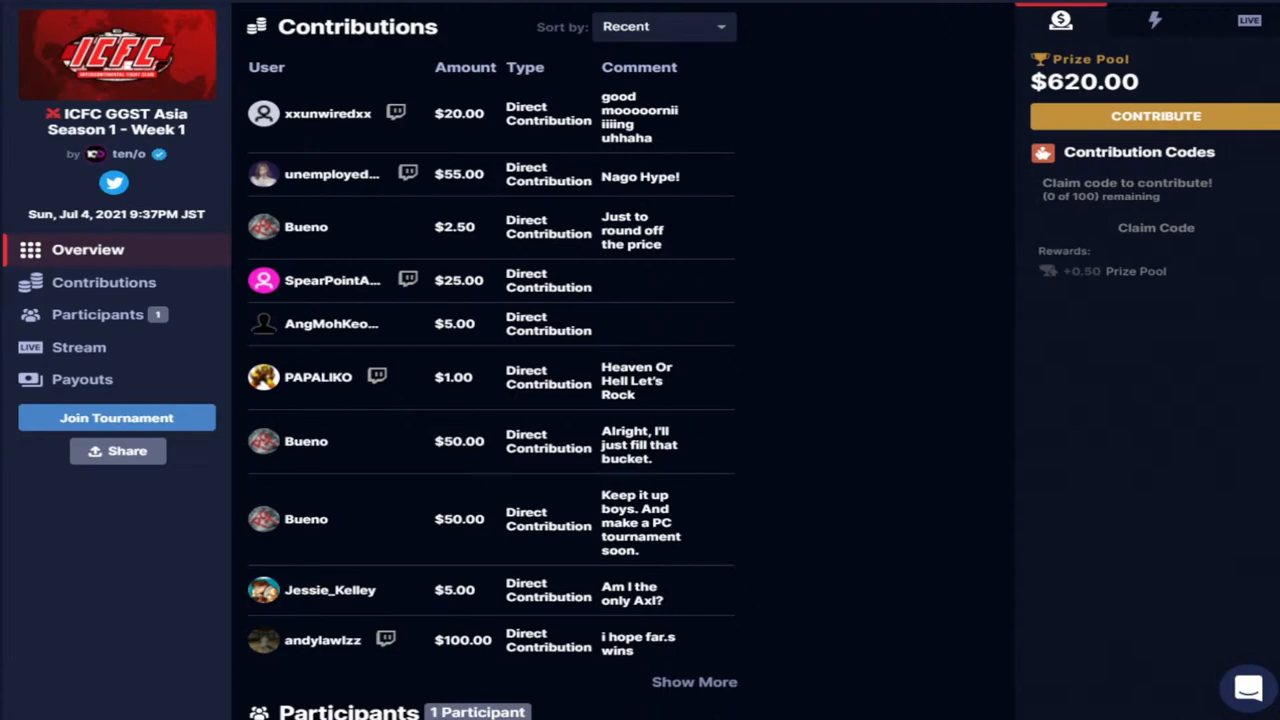 ICFC
INTERCONTINENTAL FIGHT CLUB
ICFC GGST Asia
Season 1 - Week 1
by ten/o
Sun, Jul 4, 2021 9:37PM JST
Overview
Contributions
Participants 1
LIVE Stream
Payouts
Join Tournament
Share
Contributions
Sort by: Recent
User Amount Type Comment
xxunwiredxx $20.00 Direct Contribution
good
mooooornii
iiiing
uhhaha
unemployed... $55.00 Direct Contribution
Nago Hype!
Bueno $2.50 Direct Contribution
Just to
round off
the price
SpearPointA... $25.00 Direct Contribution
AngMohKeo... $5.00 Direct Contribution
PAPALIKO $1.00 Direct Contribution
Heaven Or
Hell Let's
Rock
Bueno $50.00 Direct Contribution
Alright, I'll
just fill that
bucket.
Bueno $50.00 Direct Contribution
Keep it up
boys. And
make a PC
tournament
soon.
Jessie_Kelley $5.00 Direct Contribution
Am I the
only Axl?
andylawlzz $100.00 Direct Contribution
i hope far.s
wins
Show More
Participants 1 Participant
LIVE
Prize Pool
$620.00
CONTRIBUTE
Contribution Codes
Claim code to contribute!
(0 of 100) remaining
Claim Code
Rewards:
+0.50 Prize Pool